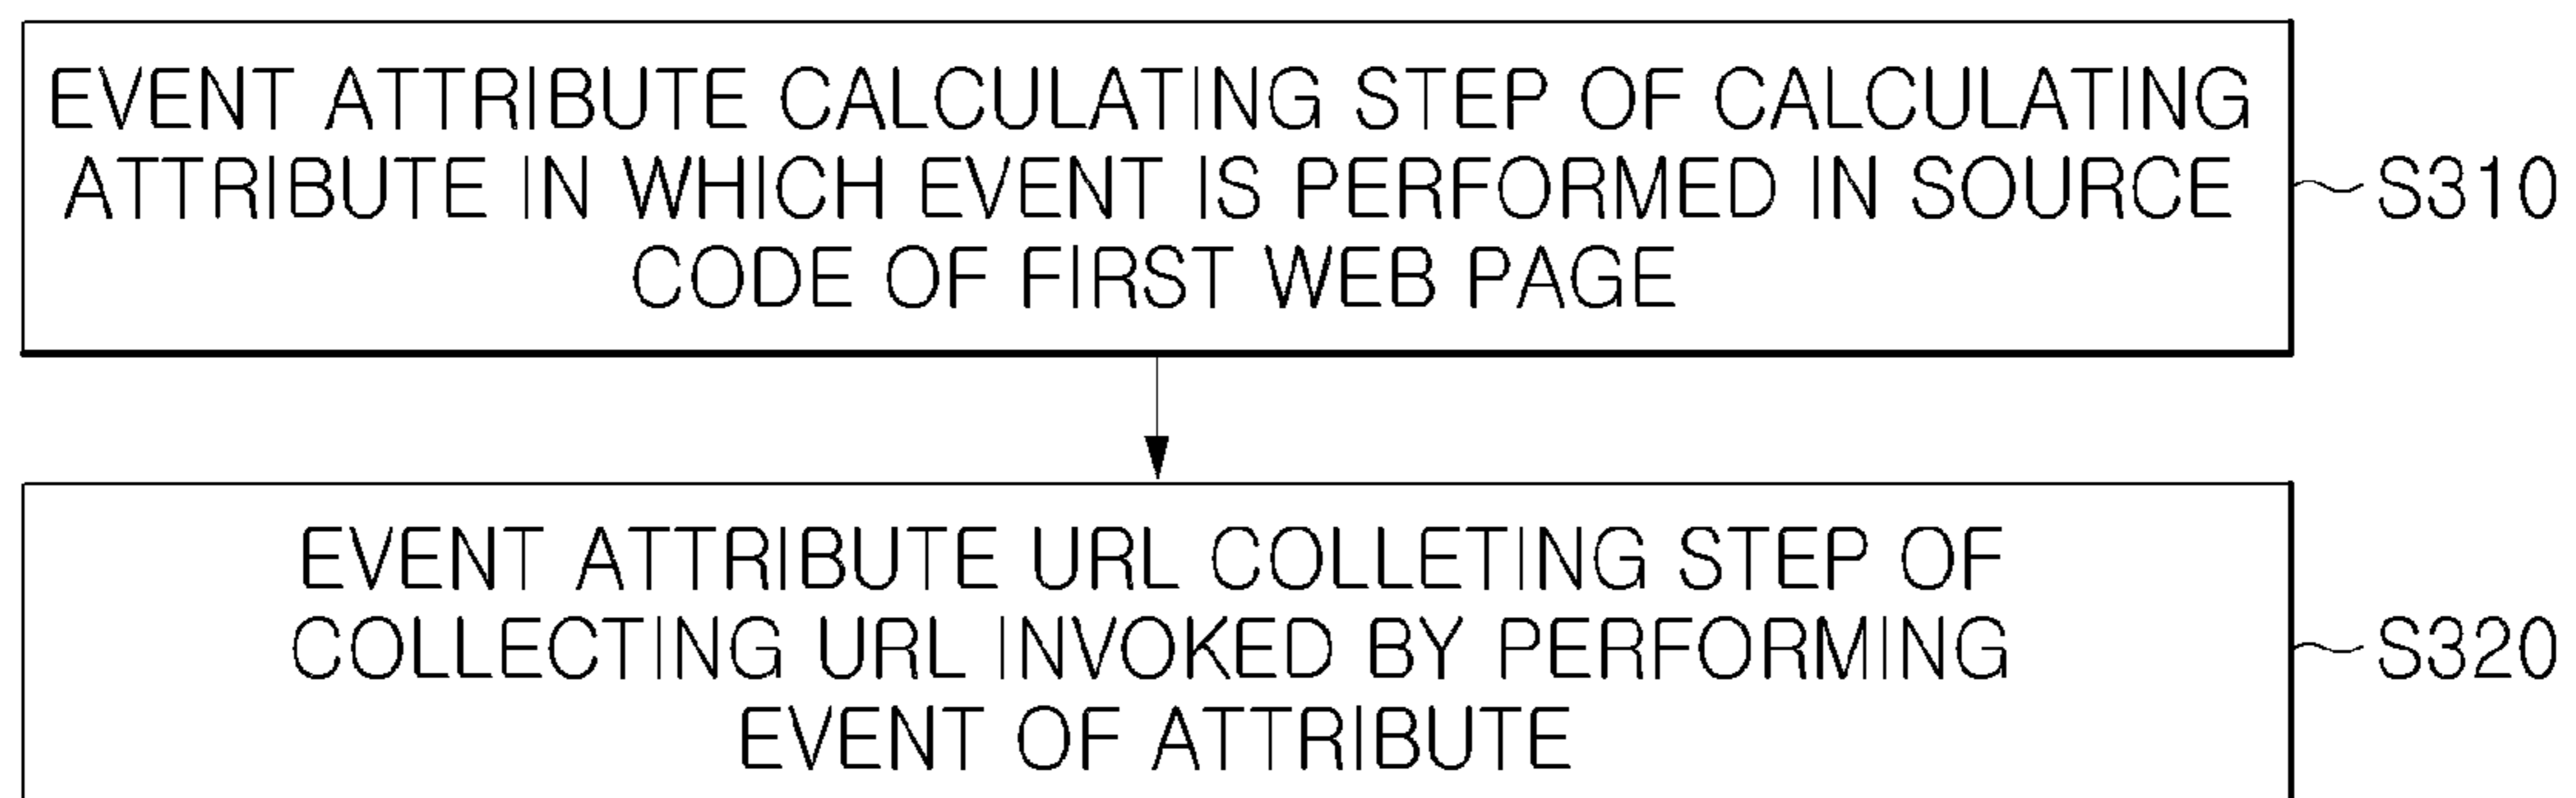 EVENT ATTRIBUTE CALCULATING STEP OF CALCULATING
ATTRIBUTE IN WHICH EVENT IS PERFORMED IN SOURCE
CODE OF FIRST WEB PAGE
S310
EVENT ATTRIBUTE URL COLLETING STEP OF
COLLECTING URL INVOKED BY PERFORMING
EVENT OF ATTRIBUTE
S320